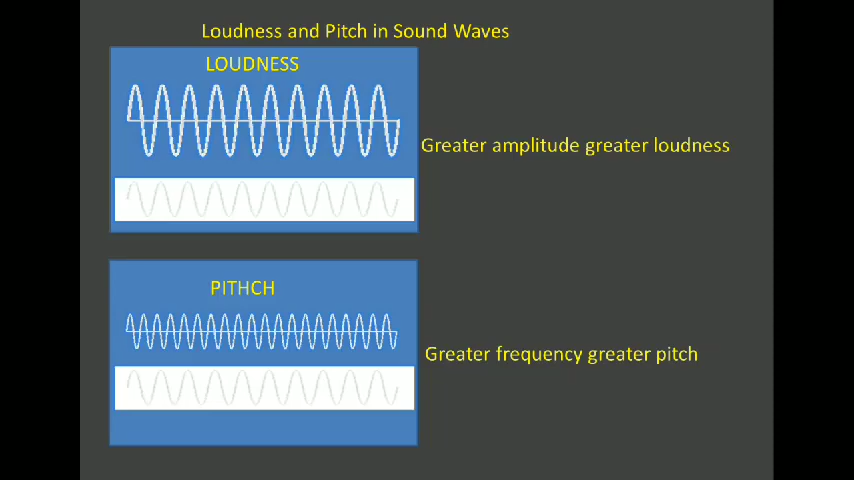 Loudness and Pitch in Sound Waves
LOUDNESS
Greater amplitude greater loudness
PITHCH
Greater frequency greater pitch